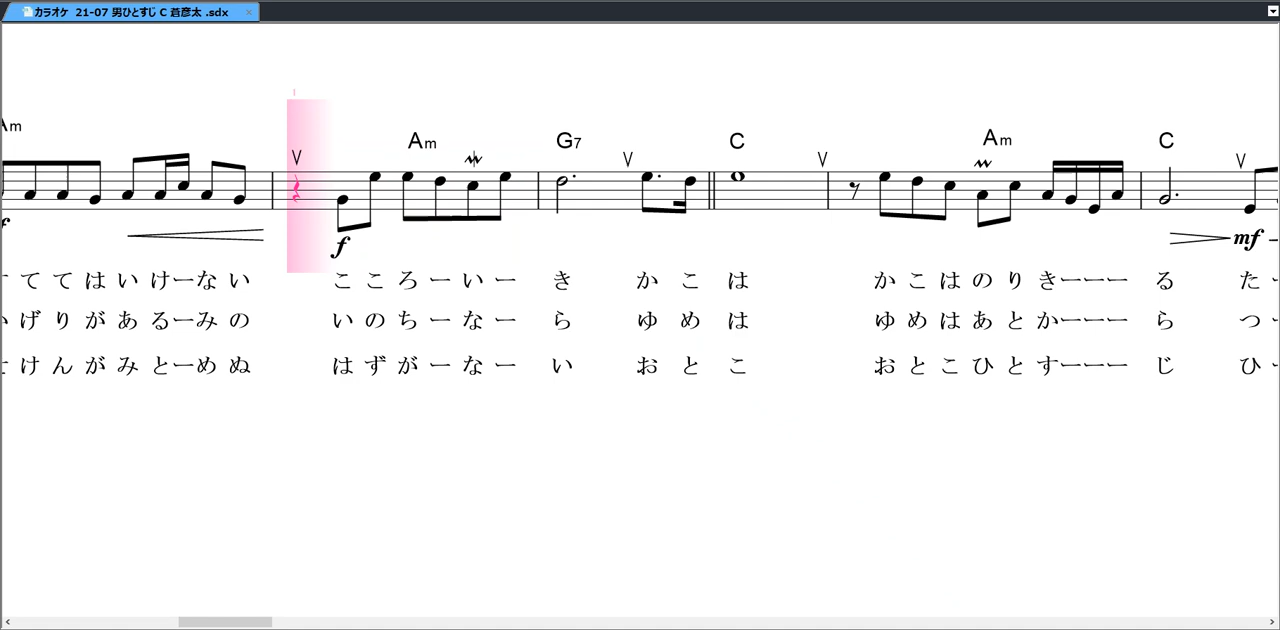 カラオケ 21-07 男ひとすじ C 蒼彦太 .sdx ×
Am Am G7 C Am C
f f mf
ててはいけーない こころーいーき かこは かこはのりきーーーる たー
げりがあるーみの いのちーなーら ゆめは ゆめはあとかーーーら つー
けんがみとーめぬ はずがーなーい おとこ おとこひとすーーーじ ひー